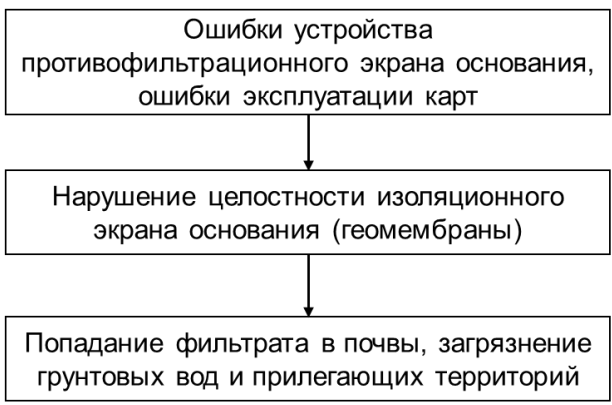 Ошибки устройства
противофильтрационного экрана основания,
ошибки эксплуатации карт
Нарушение целостности изоляционного
экрана основания (геомембраны)
Попадание фильтрата в почвы, загрязнение
грунтовых вод и прилегающих территорий